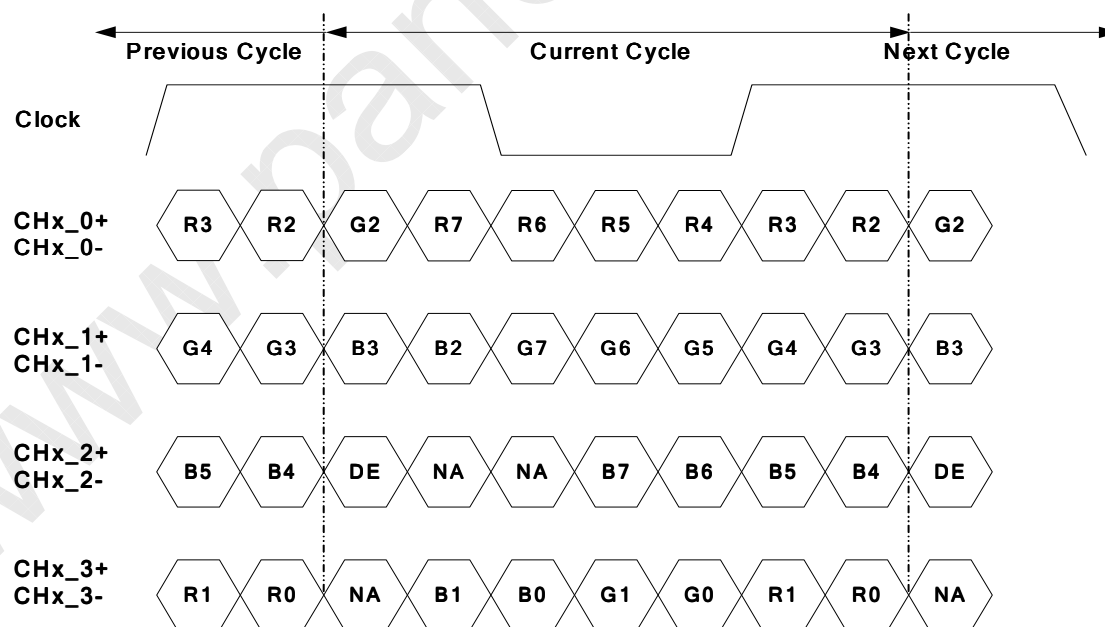 Previous Cycle Current Cycle Next Cycle
Clock
CHx_0+
CHx_0-
R3 R2 G2 R7 R6 R5 R4 R3 R2 G2
CHx_1+
CHx_1-
G4 G3 B3 B2 G7 G6 G5 G4 G3 B3
CHx_2+
CHx_2-
B5 B4 DE NA NA B7 B6 B5 B4 DE
CHx_3+
CHx_3-
R1 R0 NA B1 B0 G1 G0 R1 R0 NA
www.pan